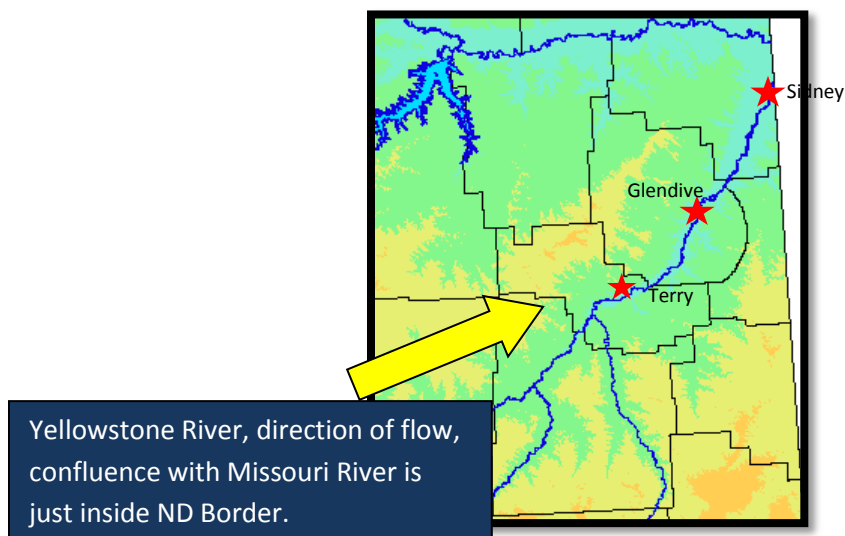 Sidney
Glendive
Terry
Yellowstone River, direction of flow,
confluence with Missouri River is
just inside ND Border.